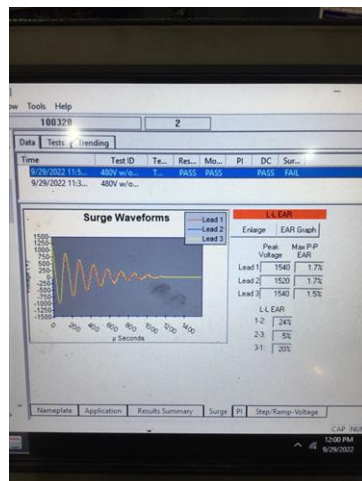 ow Tools Help
100328 2
Data Tests Trending
Time Test ID Te... Res... Mo... PI DC Sur...
9/29/2022 11:5... 480V w/o... T... PASS PASS PASS FAIL
9/29/2022 11:3... 480V w/o...
Surge Waveforms
Lead 1
Lead 2
Lead 3
1500
1250
1000
750
500
250
0
-250
-500
-750
-1000
-1250
-1500
0 200 400 600 800 1000 1200 1400
µ Seconds
L-L EAR
Enlarge EAR Graph
Peak Voltage Max P-P EAR
Lead 1 1540 1.7%
Lead 2 1520 1.7%
Lead 3 1540 1.5%
L-L EAR
1-2: 24%
2-3: 5%
3-1: 20%
Nameplate Application Results Summary Surge PI Step/Ramp-Voltage
CAP NUM
12:00 PM
9/29/2022